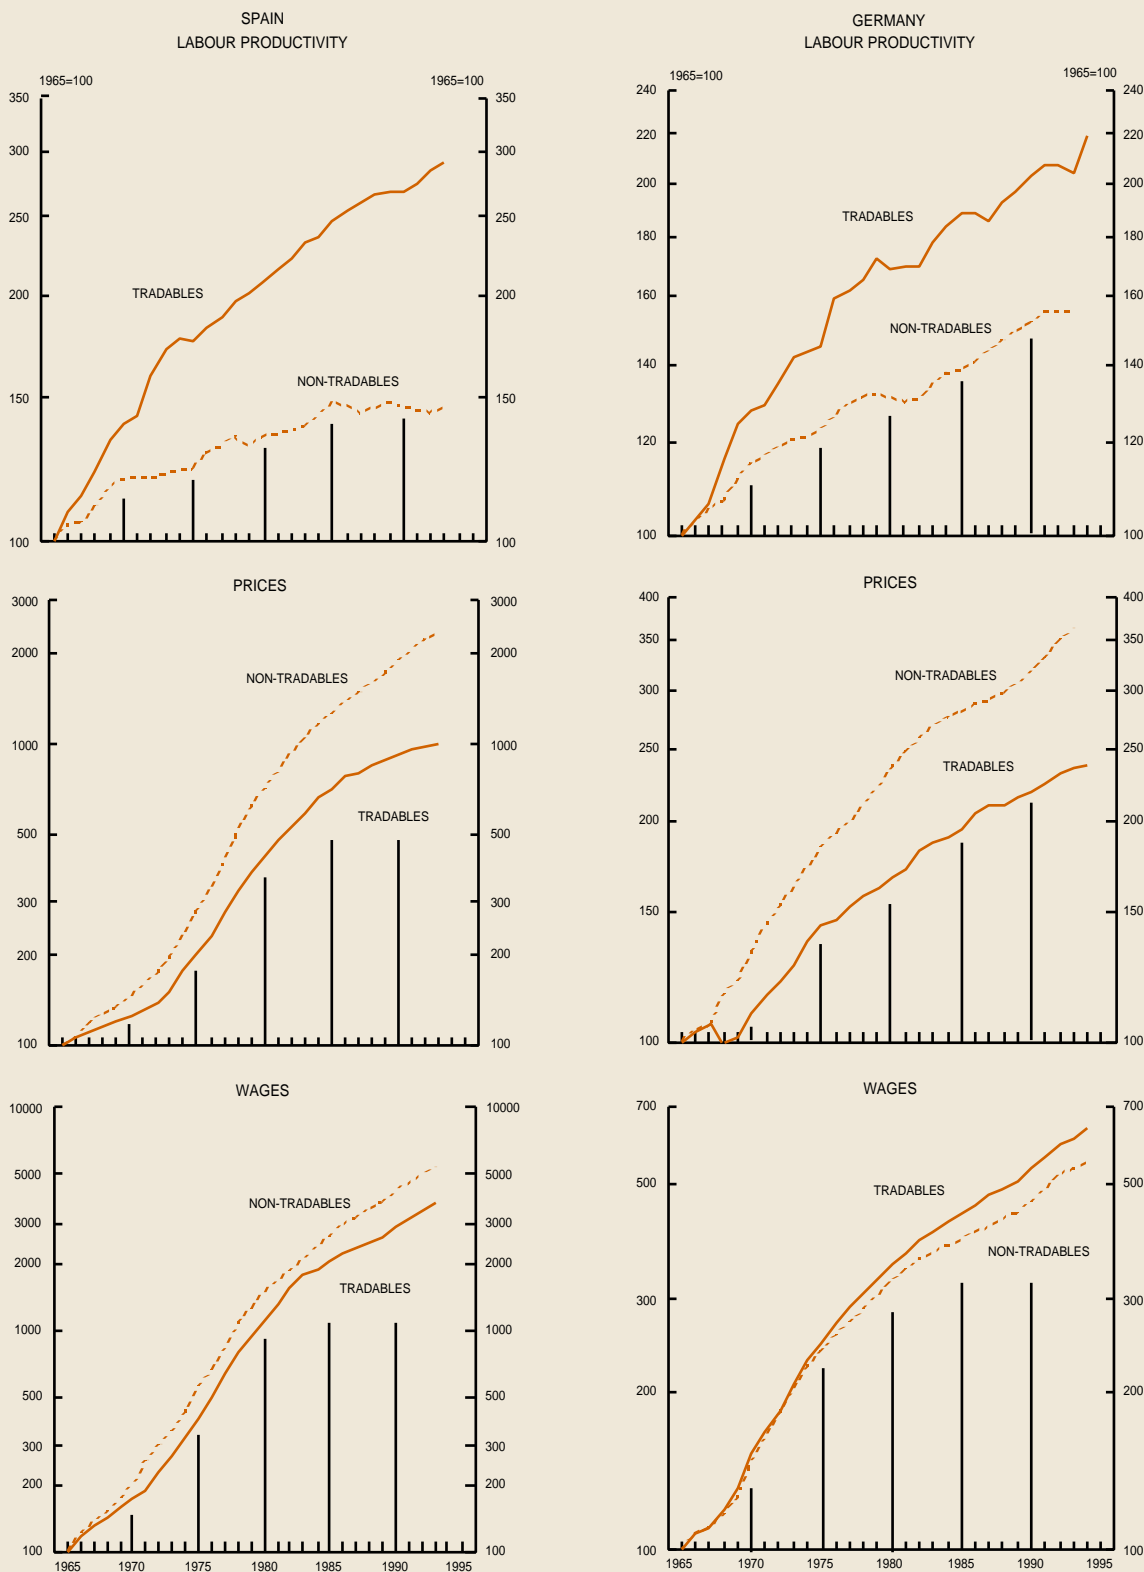 SPAIN
LABOUR PRODUCTIVITY
1965=100 1965=100
350 350
300 300
250 250
TRADABLES
200 200
NON-TRADABLES
150 150
100 100
GERMANY
LABOUR PRODUCTIVITY
1965=100 1965=100
240 240
220 220
TRADABLES
200 200
180 180
160 160
NON-TRADABLES
140 140
120 120
100 100
PRICES
3000 3000
2000 2000
NON-TRADABLES
1000 1000
TRADABLES
500 500
300 300
200 200
100 100
PRICES
400 400
350 350
NON-TRADABLES
300 300
250 250
TRADABLES
200 200
150 150
100 100
WAGES
10000 10000
5000 5000
NON-TRADABLES
3000 3000
2000 2000
TRADABLES
1000 1000
500 500
300 300
200 200
100 100
1965 1970 1975 1980 1985 1990 1995
WAGES
700 700
TRADABLES
500 500
NON-TRADABLES
300 300
200 200
100 100
1965 1970 1975 1980 1985 1990 1995